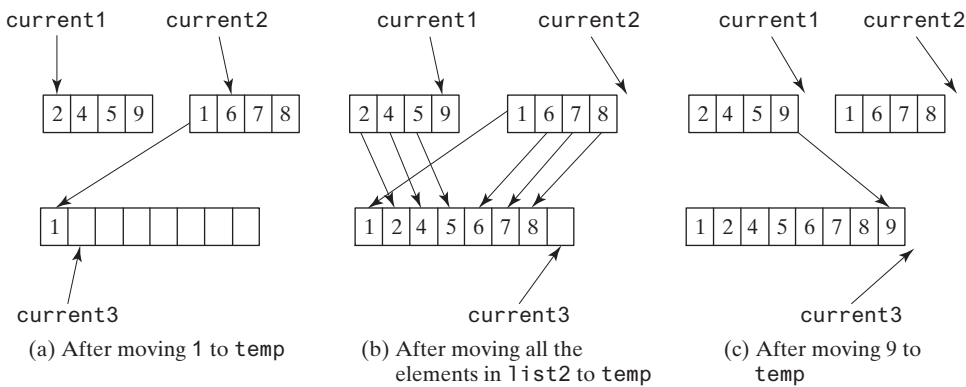 current1 current2 current1 current2 current1 current2
2 4 5 9 1 6 7 8 2 4 5 9 1 6 7 8 2 4 5 9 1 6 7 8
1 1 2 4 5 6 7 8 1 2 4 5 6 7 8 9
current3 current3 current3
(a) After moving 1 to temp (b) After moving all the (c) After moving 9 to
elements in list2 to temp temp